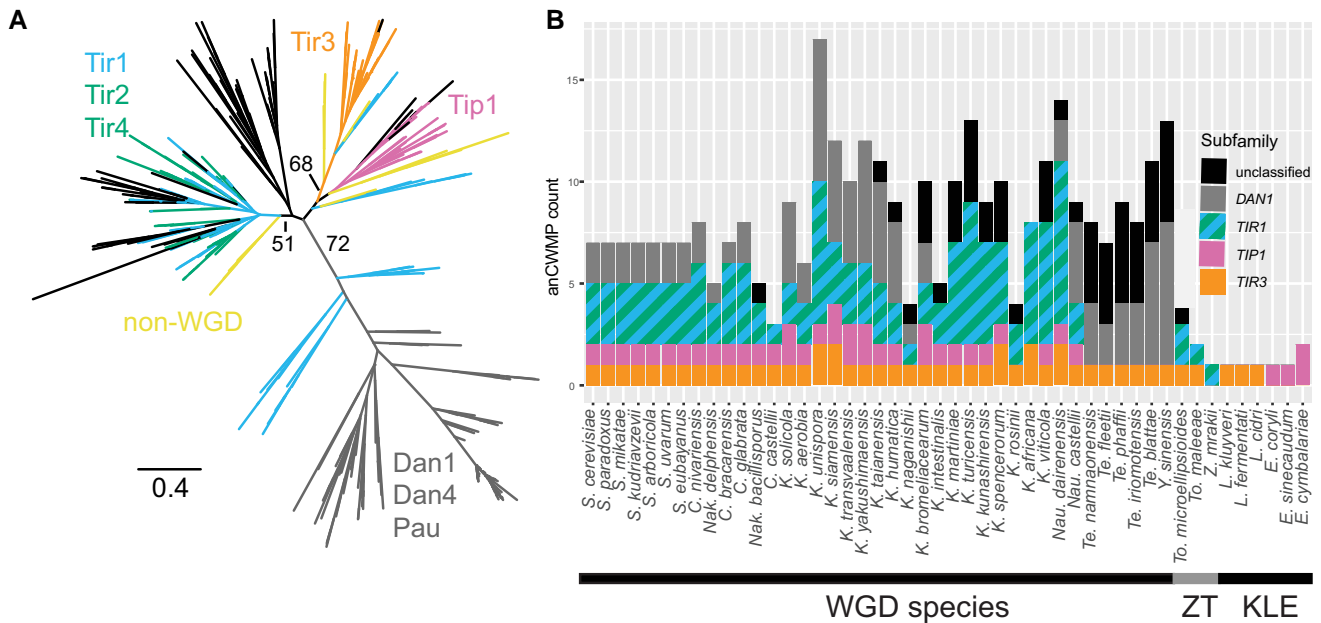 A
Tir1
Tir2
Tir4
Tir3
Tip1
68
51
72
non-WGD
0.4
Dan1
Dan4
Pau
B
anCWMP count
15
10
5
0
Subfamily
unclassified
DAN1
TIR1
TIP1
TIR3
S. cerevisiae
S. paradoxus
S. mikatae
S. kudriavzevii
S. arboricola
S. uvarum
S. eubayanus
C. nivariensis
Nak. delphensis
C. bracarensis
C. glabrata
Nak. bacillisporus
C. castellii
K. solicola
K. aerobia
K. unispora
K. siamensis
K. transvaalensis
K. yakushimaensis
K. taianensis
K. humatica
K. naganishii
K. bromeliacearum
K. intestinalis
K. martiniae
K. turicensis
K. kunashirensis
K. spencerorum
K. rosinii
K. africana
K. viticola
Nau. dairenensis
Nau. castellii
Te. namnaonensis
Te. fleetii
Te. phaffii
Te. iriomotensis
Te. blattae
Y. sinensis
To. microellipsoides
To. maleeae
Z. mrakii
L. kluyveri
L. fermentati
L. cidri
E. coryli
E. sinecaudum
E. cymbalariae
WGD species
ZT
KLE